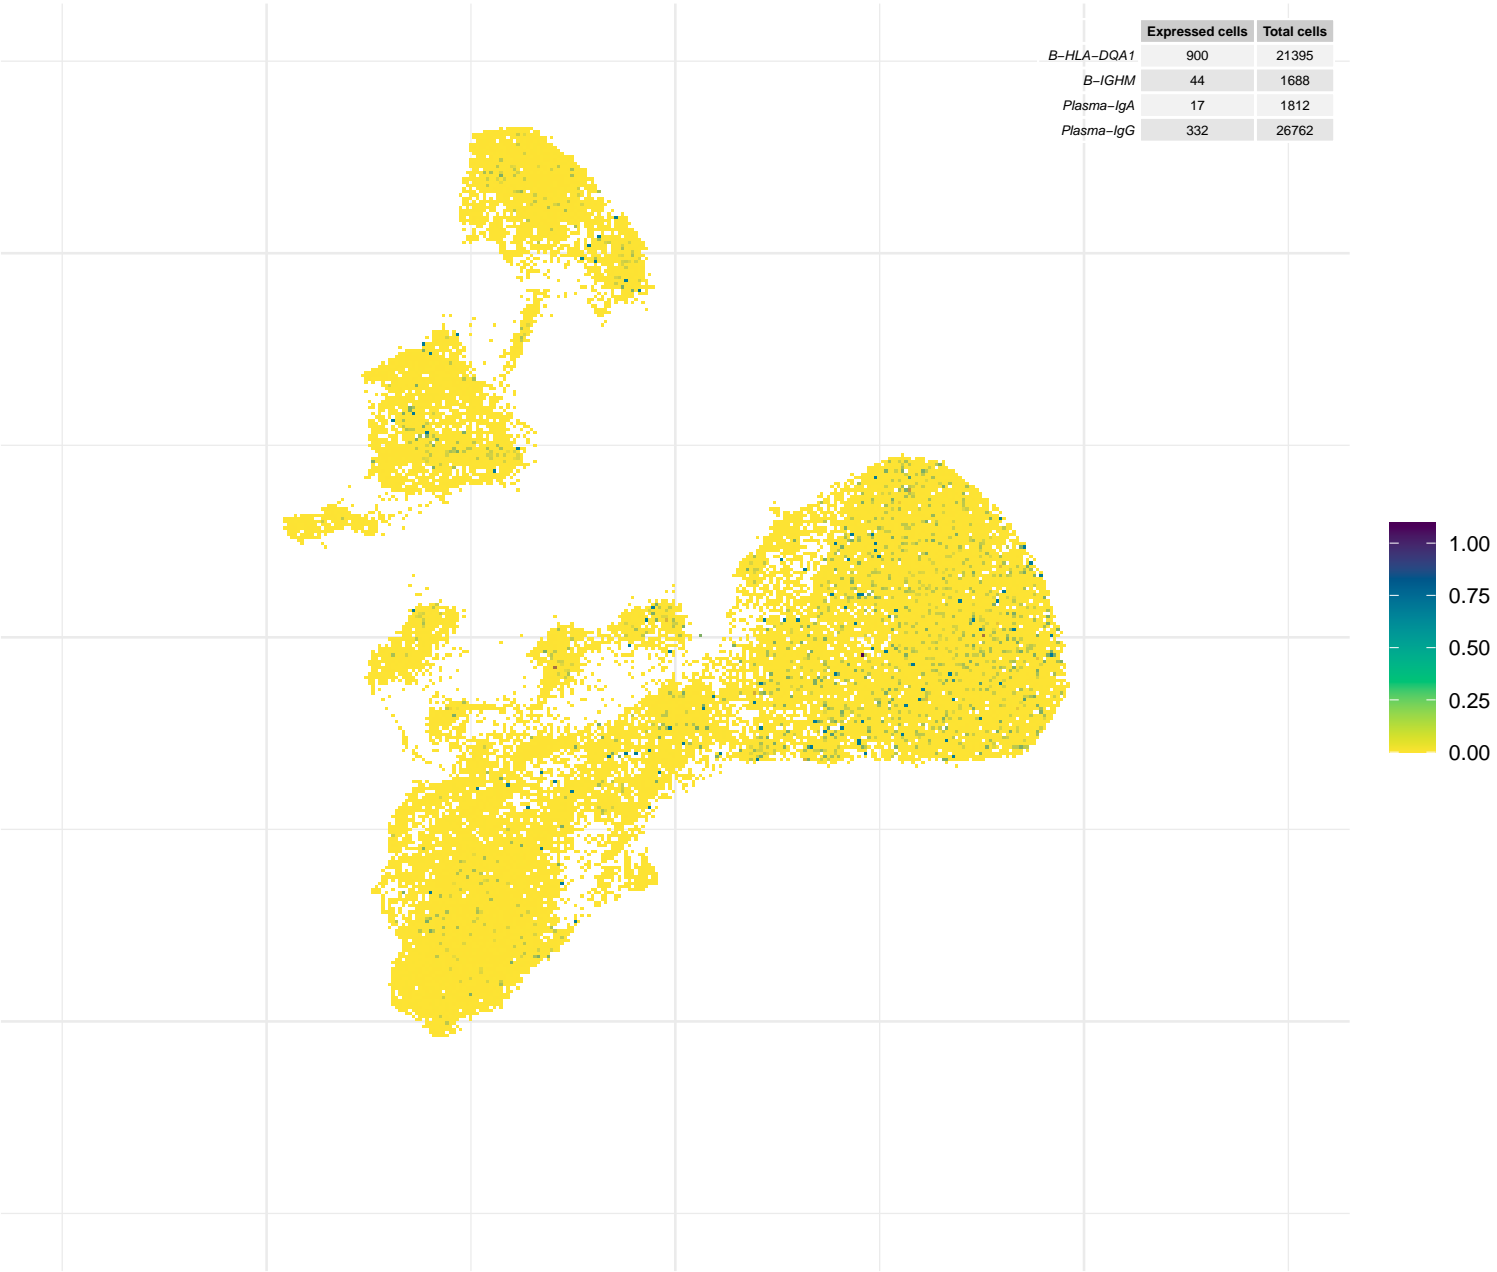 Expressed cells Total cells
B-HLA-DQA1 900 21395
B-IGHM 44 1688
Plasma-IgA 17 1812
Plasma-IgG 332 26762
1.00
0.75
0.50
0.25
0.00